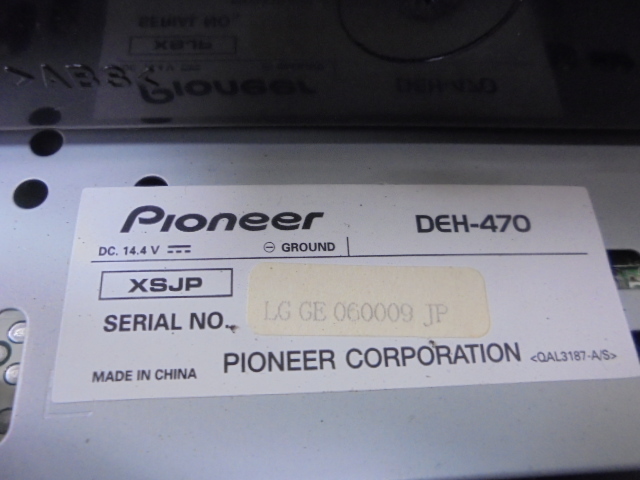 >ABS<
Pioneer
DEH-470
DC. 14.4 V ⎓
⊖ GROUND
XSJP
SERIAL NO.
LG GE 060009 JP
MADE IN CHINA
PIONEER CORPORATION
<QAL3187-A/S>